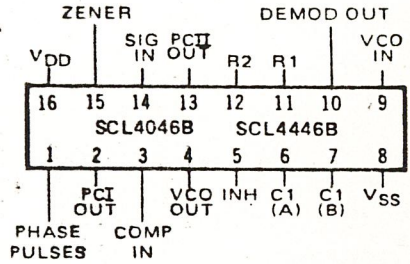 ZENER
DEMOD OUT
VDD
SIG IN
PCII OUT
R2
R1
VCO IN
16 15 14 13 12 11 10 9
SCL4046B SCL4446B
1 2 3 4 5 6 7 8
PHASE PULSES
PCI OUT
COMP IN
VCO OUT
INH
C1 (A)
C1 (B)
VSS